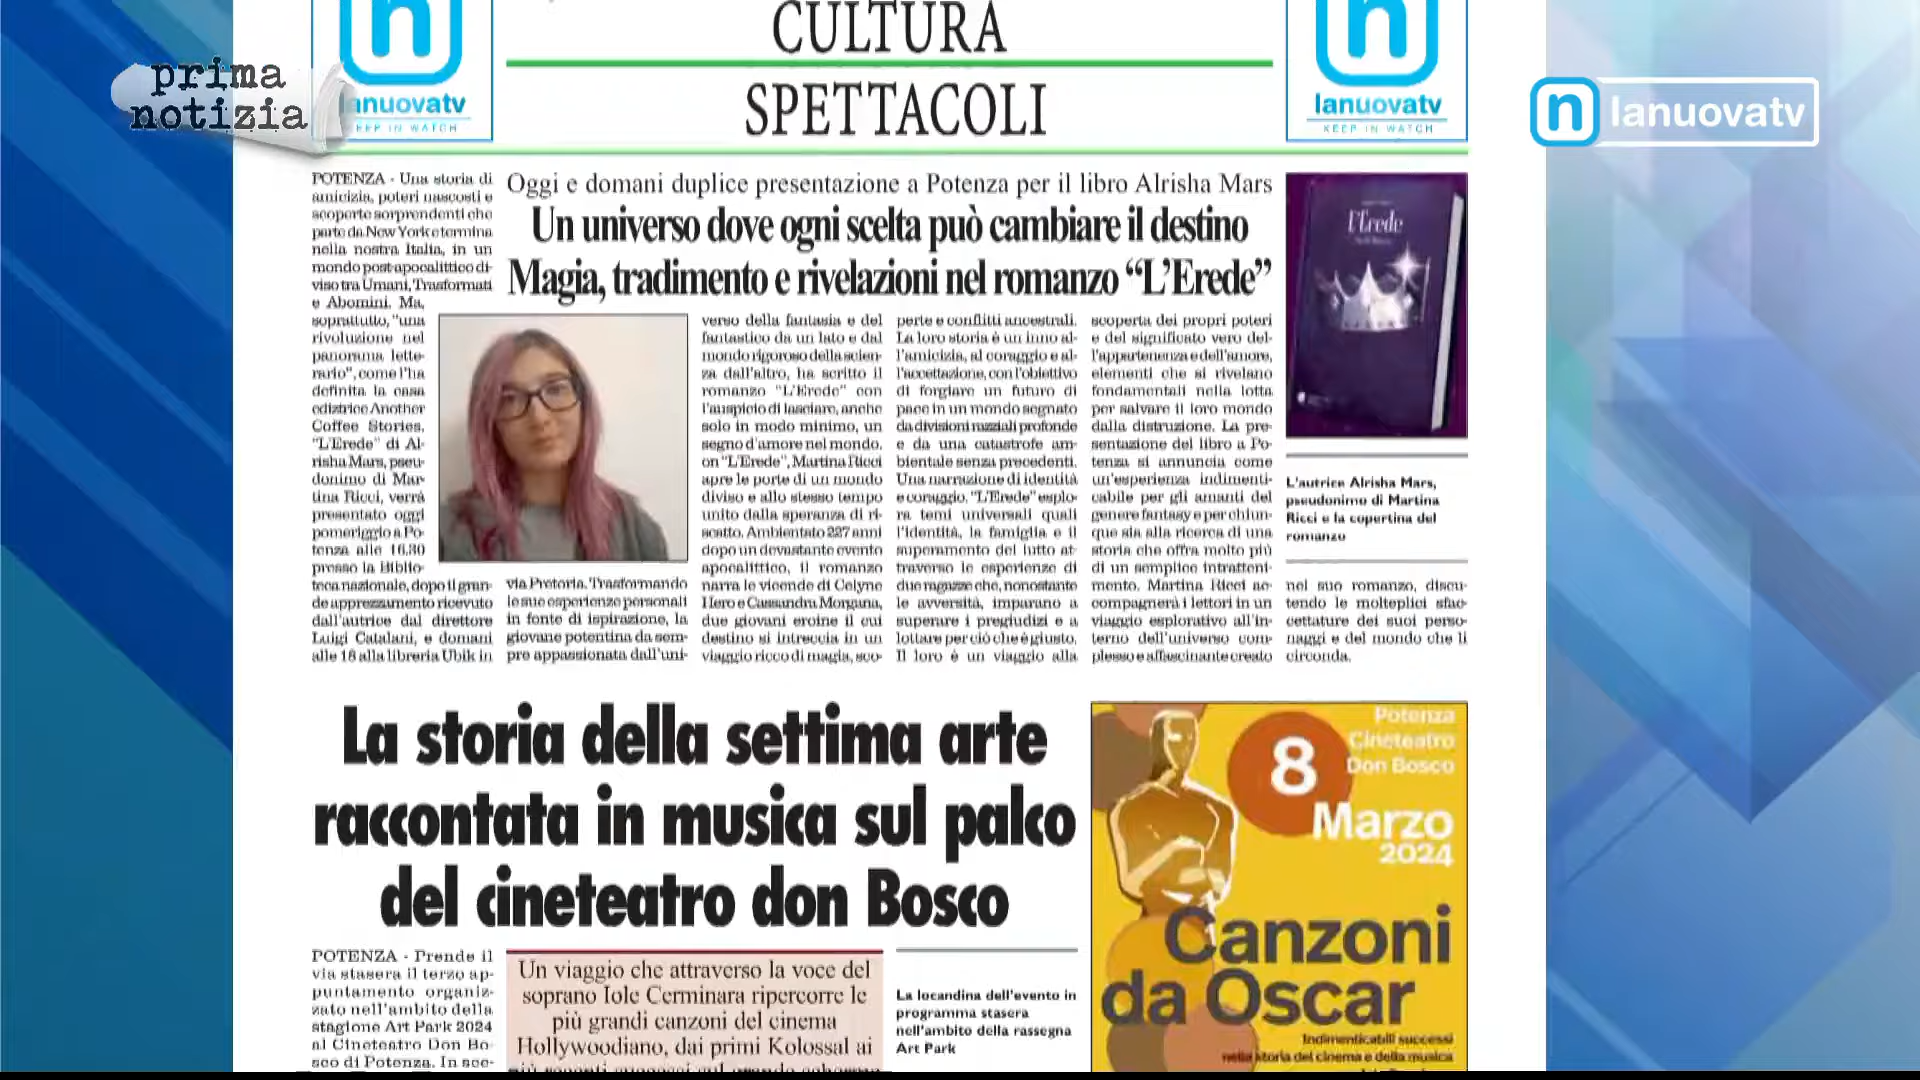 prima
notizia
lanuovatv
KEEP IN WATCH
CULTURA
SPETTACOLI
lanuovatv
KEEP IN WATCH
lanuovatv
Oggi e domani duplice presentazione a Potenza per il libro Alrisha Mars
Un universo dove ogni scelta può cambiare il destino
Magia, tradimento e rivelazioni nel romanzo “L’Erede”
POTENZA - Una storia di
amicizia, poteri nascosti e
scoperte sorprendenti che
parte da New York e termina
nella nostra Italia, in un
mondo post-apocalittico di-
viso tra Umani, Trasformati
e Abomini. Ma,
soprattutto, "una
rivoluzione nel
panorama lette-
rario", come l'ha
definita la casa
editrice Another
Coffee Stories.
"L'Erede" di Al-
risha Mars, pseu-
donimo di Mar-
tina Ricci, verrà
presentato oggi
pomeriggio a Po-
tenza alle 16.30
presso la Biblio-
teca nazionale, dopo il gran-
de apprezzamento ricevuto
dall'autrice dal direttore
Luigi Catalani, e domani
alle 18 alla libreria Ubik in
via Pretoria. Trasformando
le sue esperienze personali
in fonte di ispirazione, la
giovane potentina da sem-
pre appassionata dall'uni-
verso della fantasia e del
fantastico da un lato e dal
mondo rigoroso della scien-
za dall'altro, ha scritto il
romanzo "L'Erede" con
l'auspicio di lasciare, anche
solo in modo minimo, un
segno d'amore nel mondo.
on "L'Erede", Martina Ricci
apre le porte di un mondo
diviso e allo stesso tempo
unito dalla speranza di ri-
scatto. Ambientato 227 anni
dopo un devastante evento
apocalittico, il romanzo
narra le vicende di Celyne
Hero e Cassandra Morgana,
due giovani eroine il cui
destino si intreccia in un
viaggio ricco di magia, sco-
perte e conflitti ancestrali.
La loro storia è un inno al-
l'amicizia, al coraggio e al-
l'accettazione, con l'obiettivo
di forgiare un futuro di
pace in un mondo segnato
da divisioni razziali profonde
e da una catastrofe am-
bientale senza precedenti.
Una narrazione di identità
e coraggio, "L'Erede" esplo-
ra temi universali quali
l'identità, la famiglia e il
superamento del lutto at-
traverso le esperienze di
due ragazze che, nonostante
le avversità, imparano a
superare i pregiudizi e a
lottare per ciò che è giusto.
Il loro è un viaggio alla
scoperta dei propri poteri
e del significato vero del-
l'appartenenza e dell'amore,
elementi che si rivelano
fondamentali nella lotta
per salvare il loro mondo
dalla distruzione. La pre-
sentazione del libro a Po-
tenza si annuncia come
un'esperienza indimenti-
cabile per gli amanti del
genere fantasy e per chiun-
que sia alla ricerca di una
storia che offra molto più
di un semplice intratteni-
mento. Martina Ricci ac-
compagnerà i lettori in un
viaggio esplorativo all'in-
terno dell'universo com-
plesso e affascinante creato
l'Erede
L'autrice Alrisha Mars,
pseudonimo di Martina
Ricci e la copertina del
romanzo
nel suo romanzo, discu-
tendo le molteplici sfac-
cettature dei suoi perso-
naggi e del mondo che li
circonda.
La storia della settima arte
raccontata in musica sul palco
del cineteatro don Bosco
POTENZA - Prende il
via stasera il terzo ap-
puntamento organiz-
zato nell'ambito della
stagione Art Park 2024
al Cineteatro Don Bo-
sco di Potenza. In sce-
Un viaggio che attraverso la voce del
soprano Iole Cerminara ripercorre le
più grandi canzoni del cinema
Hollywoodiano, dai primi Kolossal ai
La locandina dell'evento in
programma stasera
nell'ambito della rassegna
Art Park
Potenza
Cineteatro
Don Bosco
8
Marzo
2024
Canzoni
da Oscar
Indimenticabili successi
nella storia del cinema e della musica